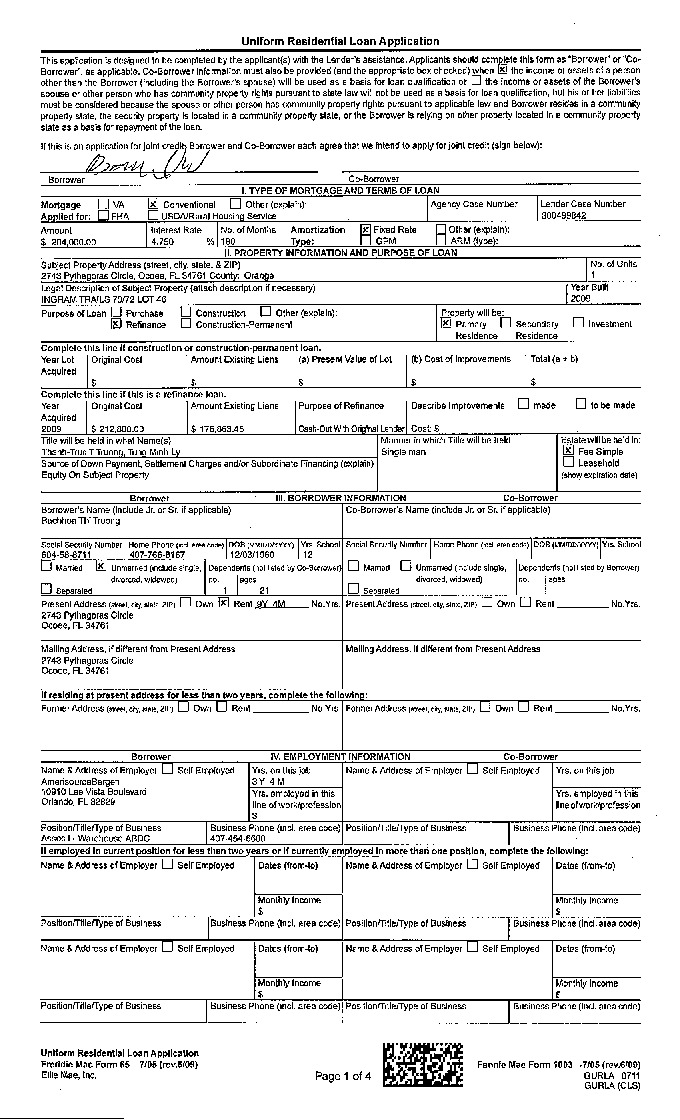 Uniform Residential Loan Application
This application is designed to be completed by the applicant(s) with the Lender's assistance. Applicants should complete this form as "Borrower" or "Co-
Borrower", as applicable. Co-Borrower information must also be provided (and the appropriate box checked) when the income or assets of a person
other than the Borrower (including the Borrower's spouse) will be used as a basis for loan qualification or the income or assets of the Borrower's
spouse or other person who has community property rights pursuant to state law will not be used as a basis for loan qualification, but his or her liabilities
must be considered because the spouse or other person has community property rights pursuant to applicable law and Borrower resides in a community
property state, the security property is located in a community property state, or the Borrower is relying on other property located in a community property
state as a basis for repayment of the loan.
If this is an application for joint credit, Borrower and Co-Borrower each agree that we intend to apply for joint credit (sign below):
Borrower Co-Borrower
I. TYPE OF MORTGAGE AND TERMS OF LOAN
Mortgage VA Conventional Other (explain): Agency Case Number Lender Case Number
Applied for: FHA USDA/Rural Housing Service 300499842
Amount Interest Rate No. of Months Amortization Fixed Rate Other (explain):
$ 204,000.00 4.750 % 180 Type: GPM ARM (type):
II. PROPERTY INFORMATION AND PURPOSE OF LOAN
Subject Property Address (street, city, state, & ZIP) No. of Units
2743 Pythagoras Circle, Ocoee, FL 34761 County: Orange 1
Legal Description of Subject Property (attach description if necessary) Year Built
INGRAM TRAILS 70/72 LOT 46 2009
Purpose of Loan Purchase Construction Other (explain): Property will be:
Refinance Construction-Permanent Primary Residence Secondary Residence Investment
Complete this line if construction or construction-permanent loan.
Year Lot Acquired Original Cost Amount Existing Liens (a) Present Value of Lot (b) Cost of Improvements Total (a + b)
$ $ $ $ $
Complete this line if this is a refinance loan.
Year Acquired Original Cost Amount Existing Liens Purpose of Refinance Describe Improvements made to be made
2009 $ 212,800.00 $ 176,863.45 Cash-Out With Original Lender Cost: $
Title will be held in what Name(s) Manner in which Title will be held Estate will be held in:
Thanh-Truc T Truong, Tung Minh Ly Single man Fee Simple
Source of Down Payment, Settlement Charges and/or Subordinate Financing (explain) Leasehold
Equity On Subject Property (show expiration date)
Borrower III. BORROWER INFORMATION Co-Borrower
Borrower's Name (include Jr. or Sr. if applicable) Co-Borrower's Name (include Jr. or Sr. if applicable)
Thi Truong
Social Security Number Home Phone (incl. area code) DOB (MM/DD/YYYY) Yrs. School Social Security Number Home Phone (incl. area code) DOB (MM/DD/YYYY) Yrs. School
604-58-8711 407-766-8167 12/03/1960 12
Married Unmarried (include single, divorced, widowed) Dependents (not listed by Co-Borrower) Married Unmarried (include single, divorced, widowed) Dependents (not listed by Borrower)
Separated no. 1 ages 21 Separated no. ages
Present Address (street, city, state, ZIP) Own Rent 9Y 4M No. Yrs. Present Address (street, city, state, ZIP) Own Rent No. Yrs.
2743 Pythagoras Circle
Ocoee, FL 34761
Mailing Address, if different from Present Address Mailing Address, if different from Present Address
2743 Pythagoras Circle
Ocoee, FL 34761
If residing at present address for less than two years, complete the following:
Former Address (street, city, state, ZIP) Own Rent No. Yrs. Former Address (street, city, state, ZIP) Own Rent No. Yrs.
Borrower IV. EMPLOYMENT INFORMATION Co-Borrower
Name & Address of Employer Self Employed Yrs. on this job Name & Address of Employer Self Employed Yrs. on this job
AmerisourceBergen 3 Y 4 M
10910 Lee Vista Boulevard Yrs. employed in this line of work/profession Yrs. employed in this line of work/profession
Orlando, FL 32829
Position/Title/Type of Business Business Phone (incl. area code) Position/Title/Type of Business Business Phone (incl. area code)
Assoc I - Warehouse ABDC 407-454-6600
If employed in current position for less than two years or if currently employed in more than one position, complete the following:
Name & Address of Employer Self Employed Dates (from-to) Name & Address of Employer Self Employed Dates (from-to)
Monthly Income Monthly Income
$ $
Position/Title/Type of Business Business Phone (incl. area code) Position/Title/Type of Business Business Phone (incl. area code)
Name & Address of Employer Self Employed Dates (from-to) Name & Address of Employer Self Employed Dates (from-to)
Monthly Income Monthly Income
$ $
Position/Title/Type of Business Business Phone (incl. area code) Position/Title/Type of Business Business Phone (incl. area code)
Uniform Residential Loan Application
Freddie Mac Form 65 7/05 (rev.6/09) Fannie Mae Form 1003 7/05 (rev.6/09)
Ellie Mae, Inc. Page 1 of 4 GURLA 0711
GURLA (CLS)